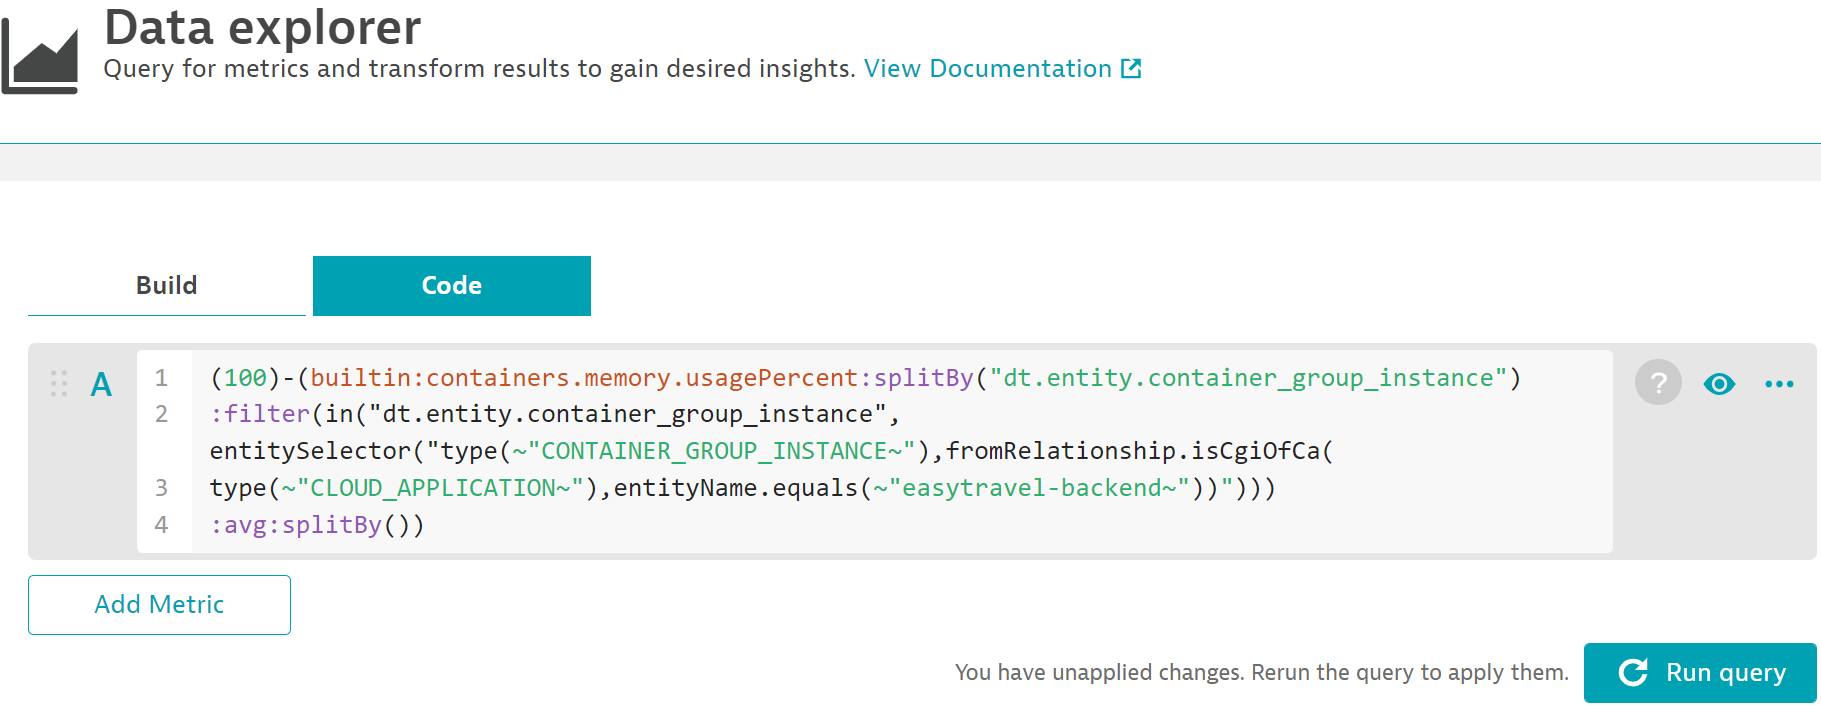 Data explorer
Query for metrics and transform results to gain desired insights. View Documentation
Build
Code
A
1 (100)-(builtin:containers.memory.usagePercent:splitBy("dt.entity.container_group_instance")
2 :filter(in("dt.entity.container_group_instance",
entitySelector("type(~"CONTAINER_GROUP_INSTANCE~"),fromRelationship.isCgiOfCa(
3 type(~"CLOUD_APPLICATION~"),entityName.equals(~"easytravel-backend~"))")))
4 :avg:splitBy())
?
Add Metric
You have unapplied changes. Rerun the query to apply them.
Run query